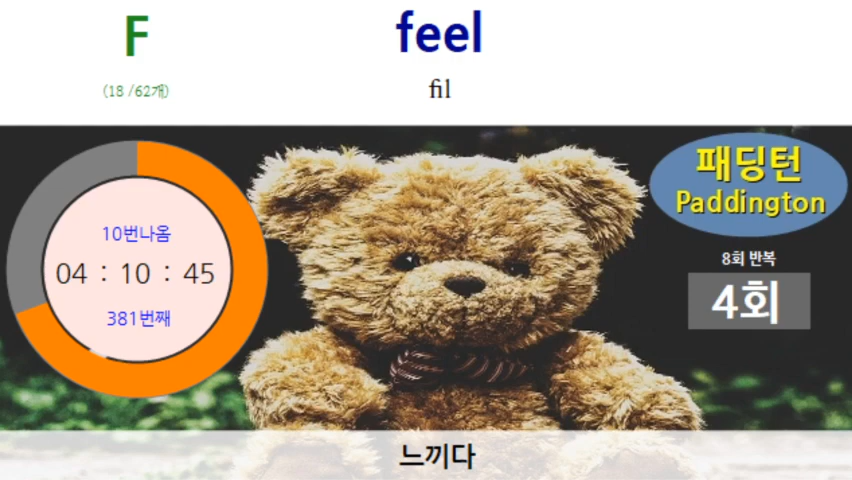 F
feel
(18 /62개)
fil
패딩턴
Paddington
10번나옴
8회 반복
04 : 10 : 45
4회
381번째
느끼다